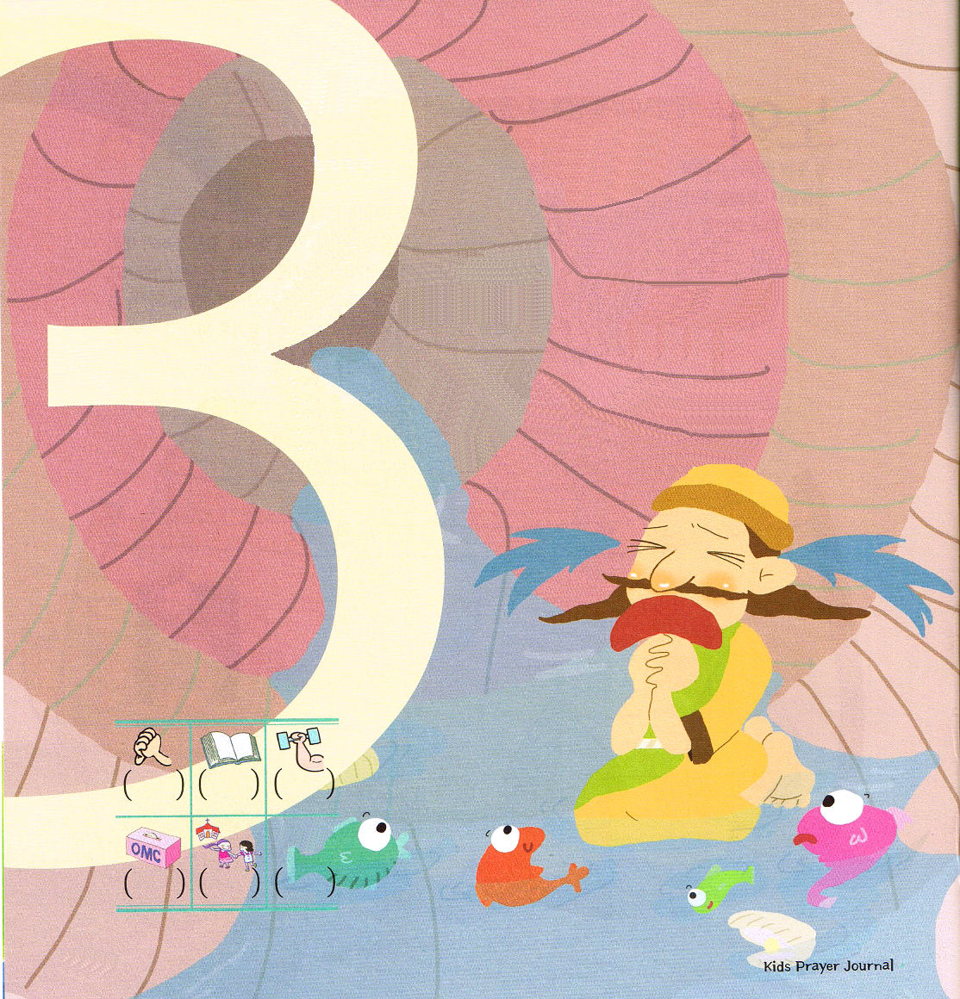 3
( ) ( ) ( )
OMC
( ) ( ) ( )
Kids Prayer Journal